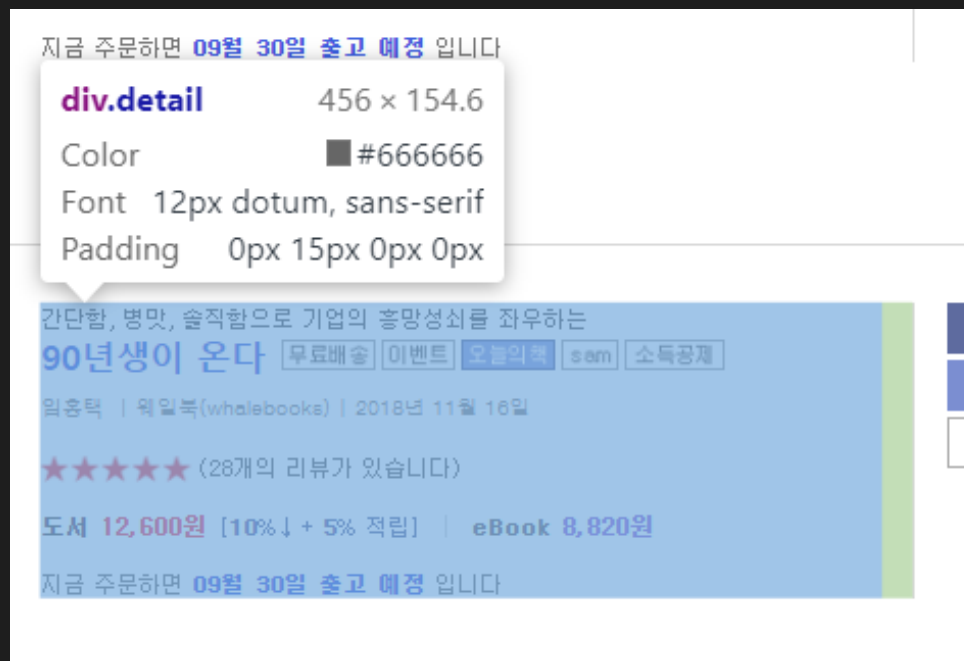 지금 주문하면 09월 30일 출고 예정 입니다
div.detail 456 × 154.6
Color #666666
Font 12px dotum, sans-serif
Padding 0px 15px 0px 0px
간단함, 병맛, 솔직함으로 기업의 흥망성쇠를 좌우하는
90년생이 온다 무료배송 이벤트 오늘의책 sam 소득공제
임홍택 | 웨일북(whalebooks) | 2018년 11월 16일
★★★★★ (28개의 리뷰가 있습니다)
도서 12,600원 [10%↓ + 5% 적립] | eBook 8,820원
지금 주문하면 09월 30일 출고 예정 입니다